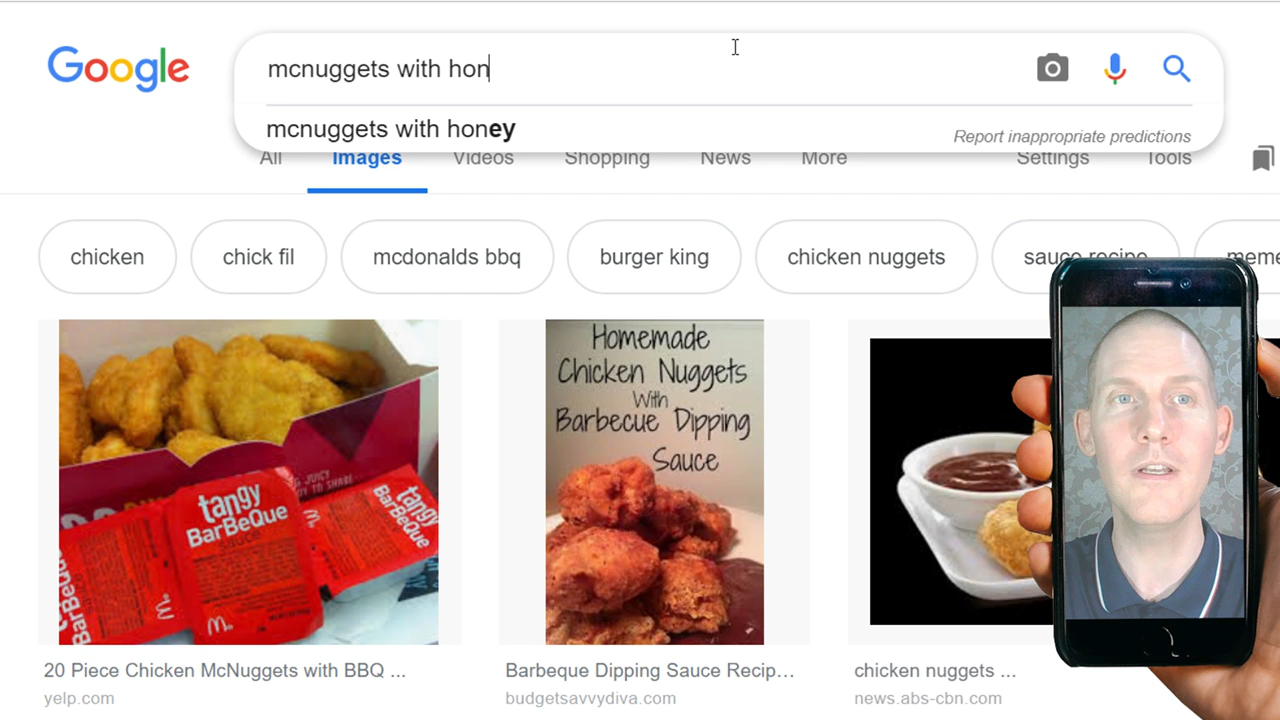 Google
mcnuggets with hon
mcnuggets with honey
Report inappropriate predictions
All Images Videos Shopping News More Settings Tools
chicken
chick fil
mcdonalds bbq
burger king
chicken nuggets
sauce recipe
meme
tangy
BarBeQue
tangy
BarBeQue
Homemade
Chicken Nuggets
With
Barbecue Dipping
Sauce
20 Piece Chicken McNuggets with BBQ ...
yelp.com
Barbeque Dipping Sauce Recip...
budgetsavvydiva.com
chicken nuggets ...
news.abs-cbn.com